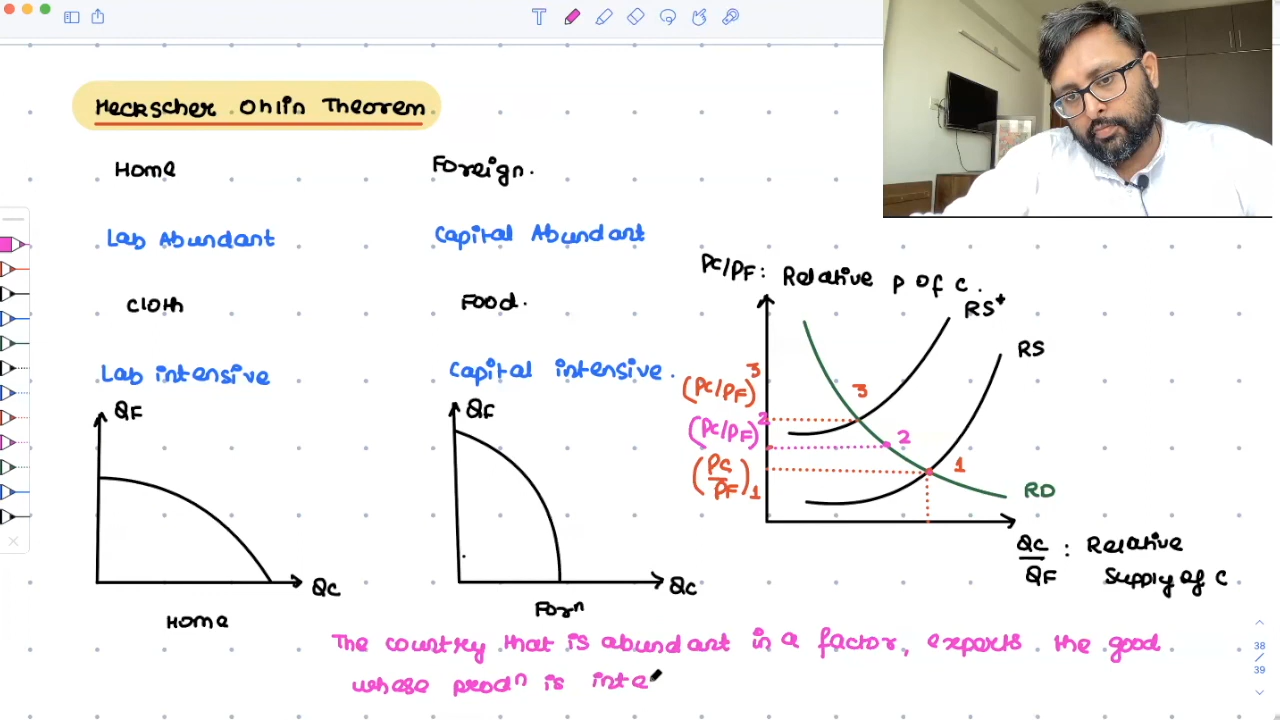 Heckscher Ohlin Theorem
Home
Foreign.
Lab Abundant
Capital Abundant
Cloth
Food.
Lab intensive
Capital intensive.
QF
QC
Home
QF
QC
Forⁿ
PC/PF: Relative p of c.
RS*
RS
(PC/PF)³
3
(PC/PF)²
2
(PC/PF)₁
1
RD
QC/QF : Relative
Supply of C
The country that is abundant in a factor, exports the good
whose prodⁿ is inte
38
/
39